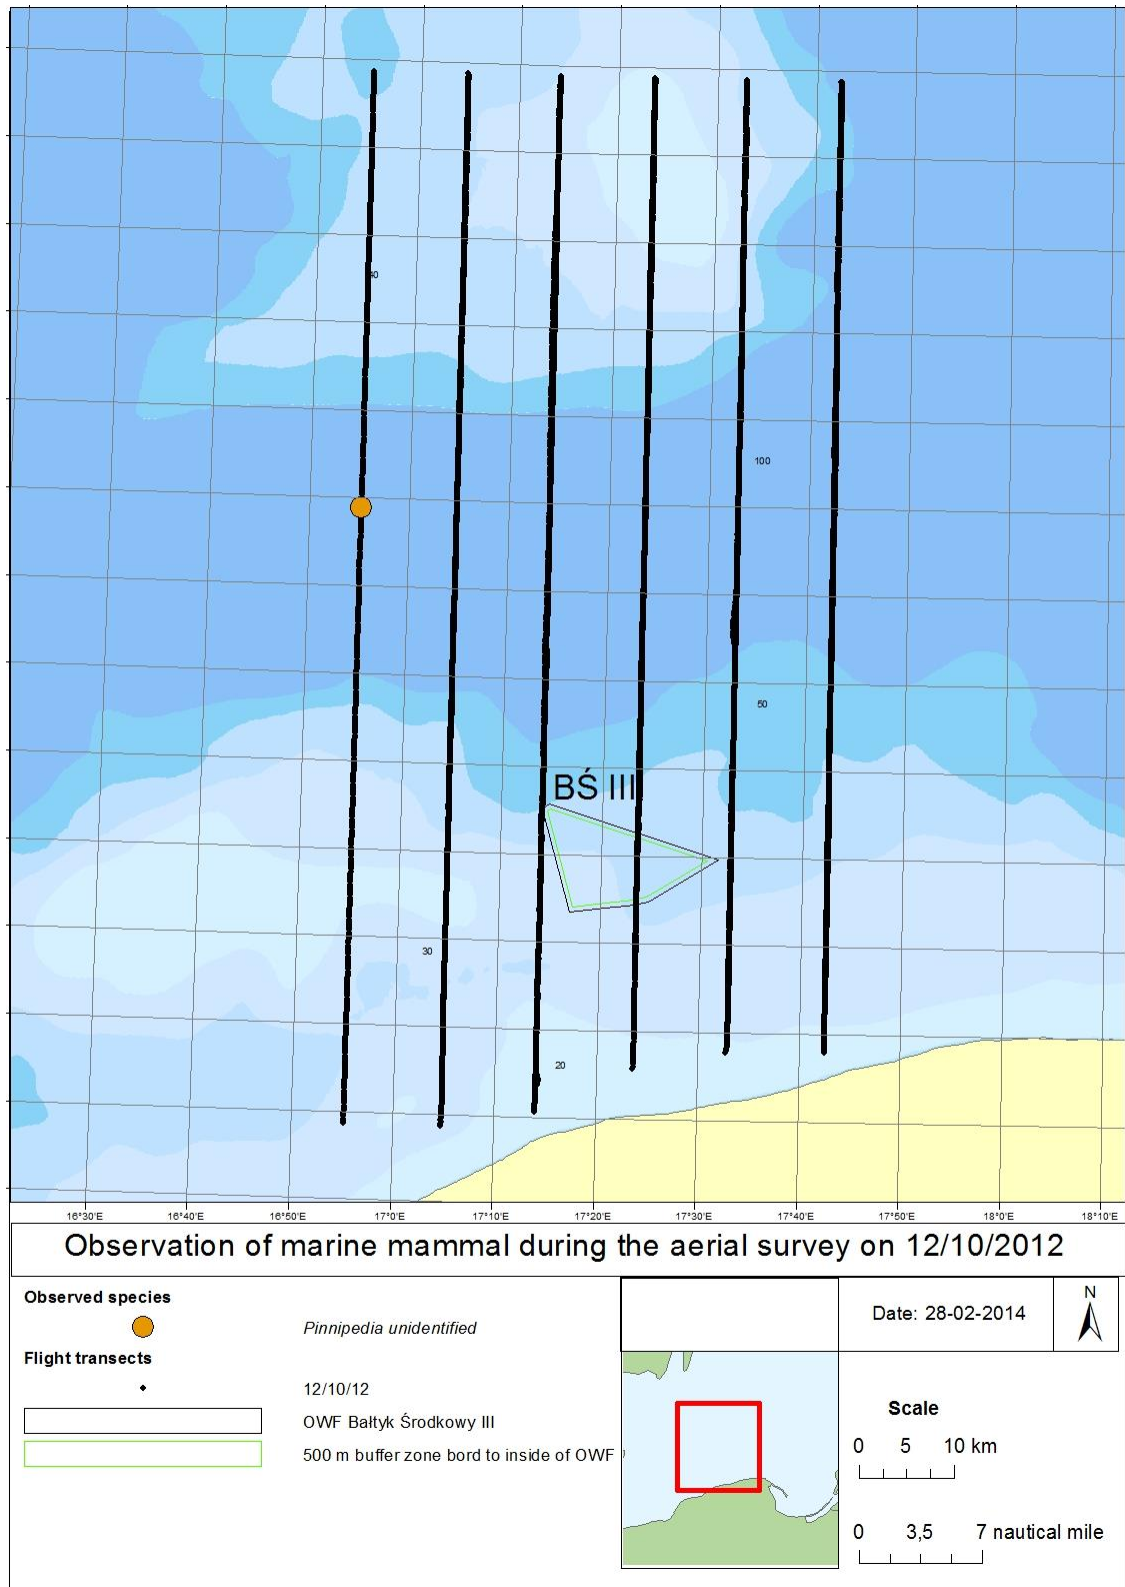 40
100
50
BŚ III
30
20
16°30'E 16°40'E 16°50'E 17°0'E 17°10'E 17°20'E 17°30'E 17°40'E 17°50'E 18°0'E 18°10'E
Observation of marine mammal during the aerial survey on 12/10/2012
Observed species
Pinnipedia unidentified
Flight transects
12/10/12
OWF Bałtyk Środkowy III
500 m buffer zone bord to inside of OWF
Date: 28-02-2014
N
Scale
0 5 10 km
0 3,5 7 nautical mile